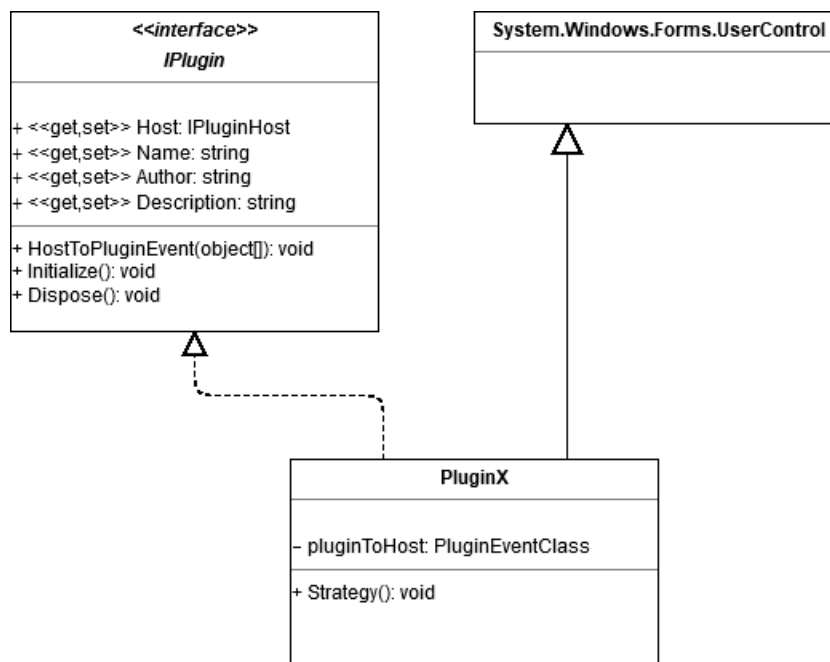 <<interface>>
IPlugin
+ <<get,set>> Host: IPluginHost
+ <<get,set>> Name: string
+ <<get,set>> Author: string
+ <<get,set>> Description: string
+ HostToPluginEvent(object[]): void
+ Initialize(): void
+ Dispose(): void
System.Windows.Forms.UserControl
PluginX
− pluginToHost: PluginEventClass
+ Strategy(): void